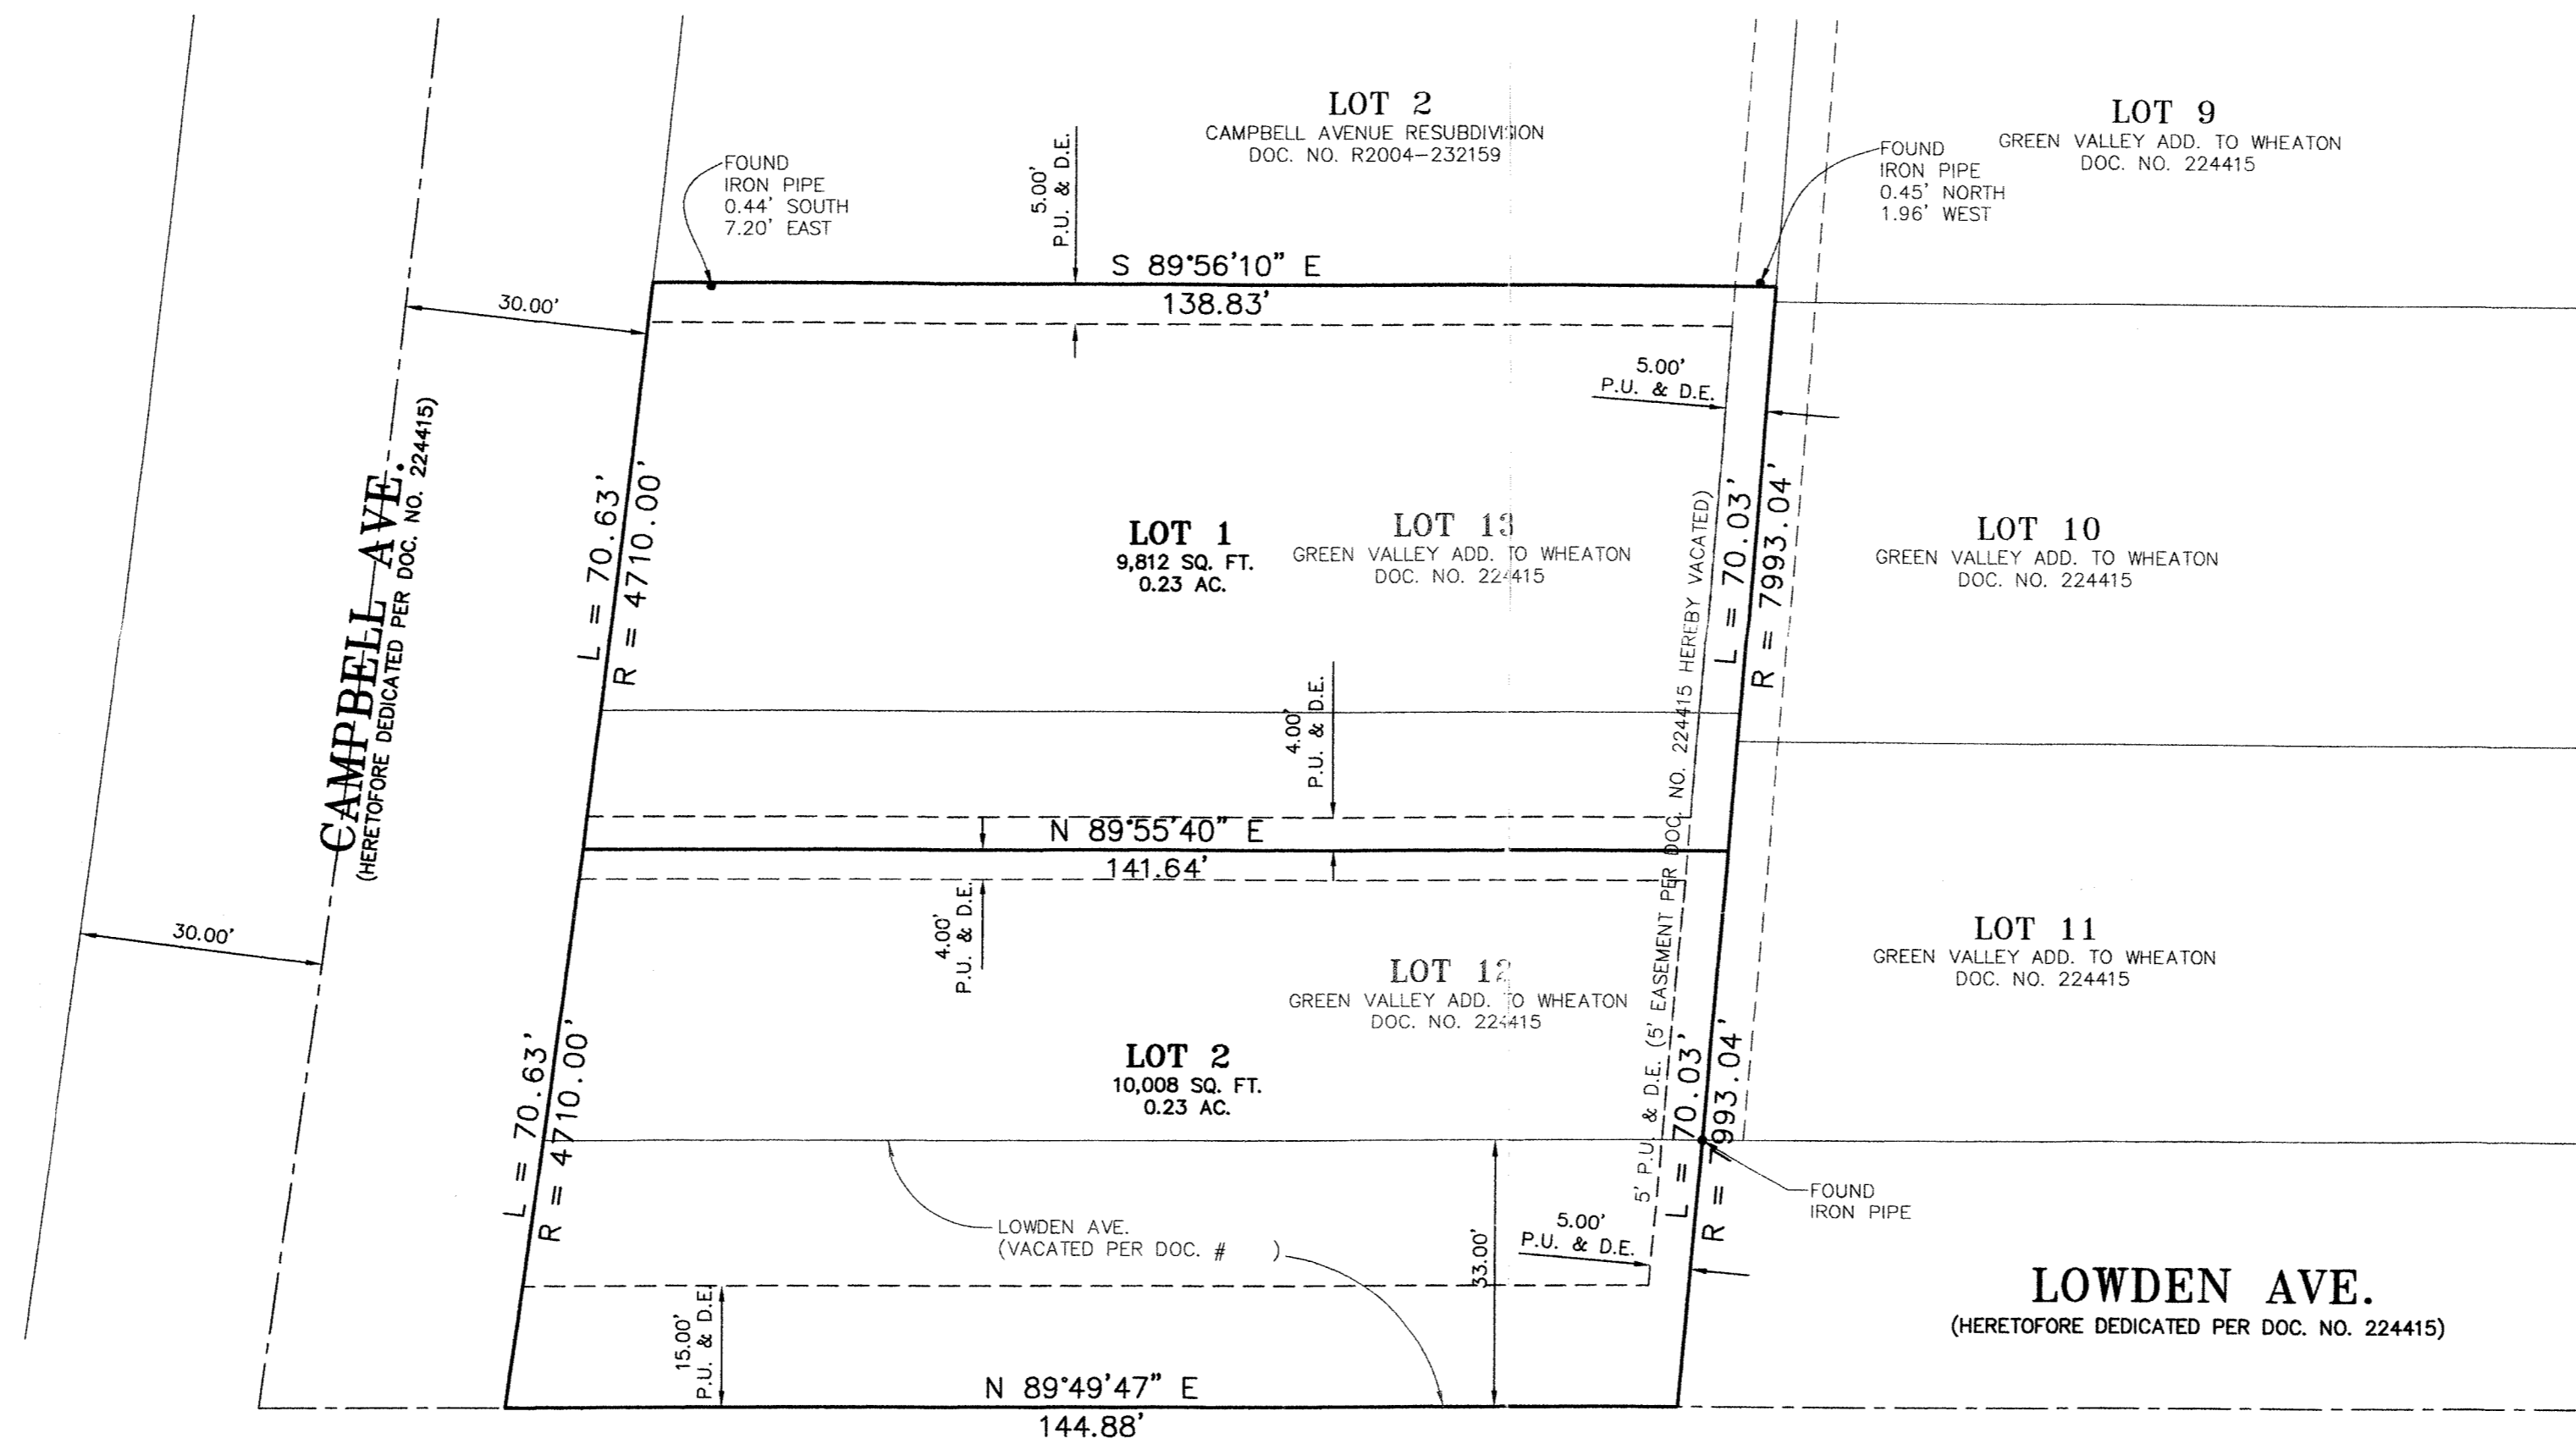 LOT 2
CAMPBELL AVENUE RESUBDIVISION
DOC. NO. R2004-232159
LOT 9
GREEN VALLEY ADD. TO WHEATON
DOC. NO. 224415
FOUND
IRON PIPE
0.44' SOUTH
7.20' EAST
5.00'
P.U. & D.E.
FOUND
IRON PIPE
0.45' NORTH
1.96' WEST
S 89°56'10" E
138.83'
30.00'
5.00'
P.U. & D.E.
CAMPBELL AVE.
(HERETOFORE DEDICATED PER DOC. NO. 224415)
L = 70.63'
R = 4710.00'
LOT 1
9,812 SQ. FT.
0.23 AC.
LOT 13
GREEN VALLEY ADD. TO WHEATON
DOC. NO. 224415
L = 70.03'
R = 7993.04'
LOT 10
GREEN VALLEY ADD. TO WHEATON
DOC. NO. 224415
4.00'
P.U. & D.E.
5' P.U. & D.E. (5' EASEMENT PER DOC. NO. 224415 HEREBY VACATED)
N 89°55'40" E
141.64'
4.00'
P.U. & D.E.
30.00'
LOT 12
GREEN VALLEY ADD. TO WHEATON
DOC. NO. 224415
LOT 11
GREEN VALLEY ADD. TO WHEATON
DOC. NO. 224415
L = 70.63'
R = 4710.00'
LOT 2
10,008 SQ. FT.
0.23 AC.
L = 70.03'
R = 7993.04'
FOUND
IRON PIPE
LOWDEN AVE.
(VACATED PER DOC. # )
33.00'
5.00'
P.U. & D.E.
15.00'
P.U. & D.E.
LOWDEN AVE.
(HERETOFORE DEDICATED PER DOC. NO. 224415)
N 89°49'47" E
144.88'